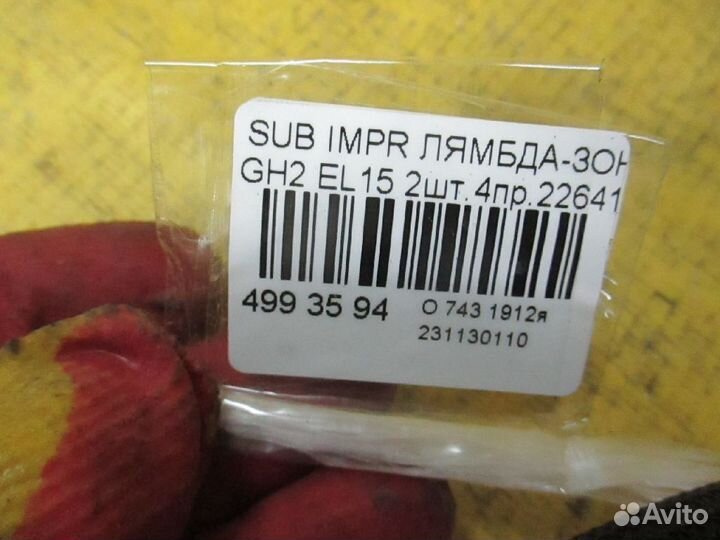 SUB IMPR ЛЯМБДА-ЗОН
GH2 EL15 2шт.4пр.22641
499 35 94
О 743 1912я
231130110
Avito